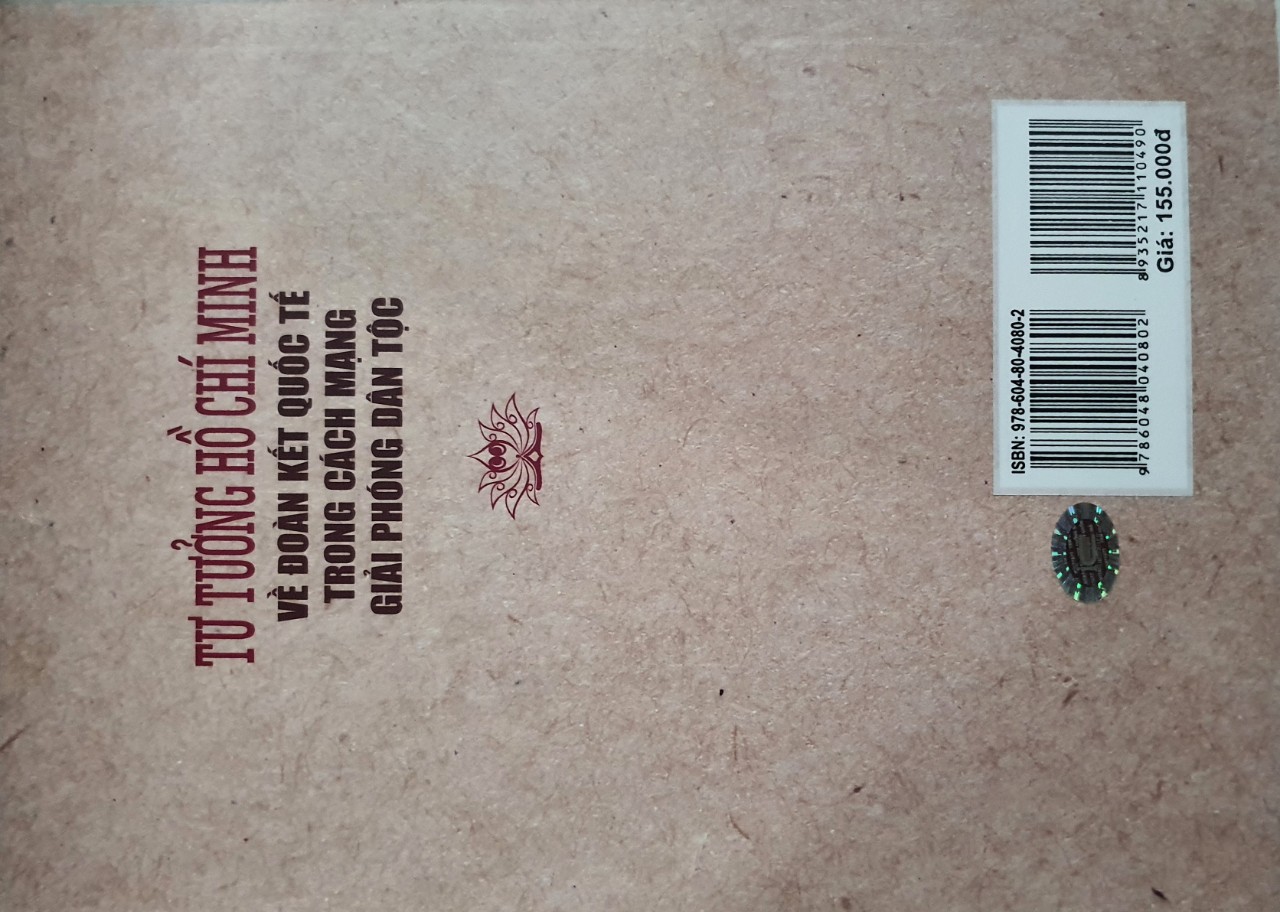 TƯ TƯỞNG HỒ CHÍ MINH
VỀ ĐOÀN KẾT QUỐC TẾ
TRONG CÁCH MẠNG
GIẢI PHÓNG DÂN TỘC
ISBN: 978-604-80-4080-2
9786048040802
8935217110490
Giá: 155.000đ